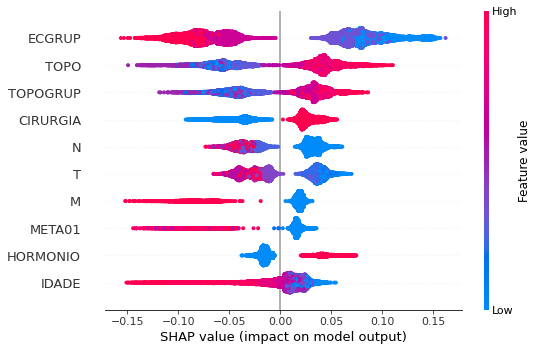 High
ECGRUP
TOPO
TOPOGRUP
CIRURGIA
N
T
M
META01
HORMONIO
IDADE
Feature value
Low
−0.15 −0.10 −0.05 0.00 0.05 0.10 0.15
SHAP value (impact on model output)